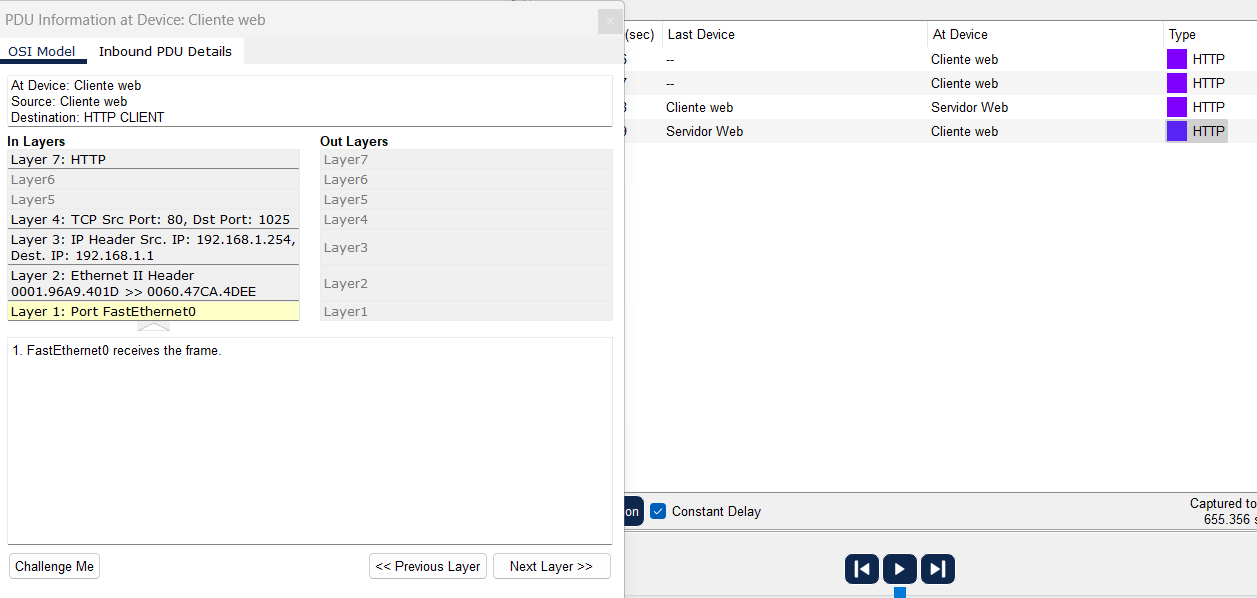 PDU Information at Device: Cliente web
OSI Model Inbound PDU Details
At Device: Cliente web
Source: Cliente web
Destination: HTTP CLIENT
In Layers Out Layers
Layer 7: HTTP Layer7
Layer6 Layer6
Layer5 Layer5
Layer 4: TCP Src Port: 80, Dst Port: 1025 Layer4
Layer 3: IP Header Src. IP: 192.168.1.254,
Dest. IP: 192.168.1.1 Layer3
Layer 2: Ethernet II Header
0001.96A9.401D >> 0060.47CA.4DEE Layer2
Layer 1: Port FastEthernet0 Layer1
1. FastEthernet0 receives the frame.
Challenge Me << Previous Layer Next Layer >>
(sec) Last Device At Device Type
-- Cliente web HTTP
-- Cliente web HTTP
Cliente web Servidor Web HTTP
Servidor Web Cliente web HTTP
on Constant Delay Captured to
655.356 s